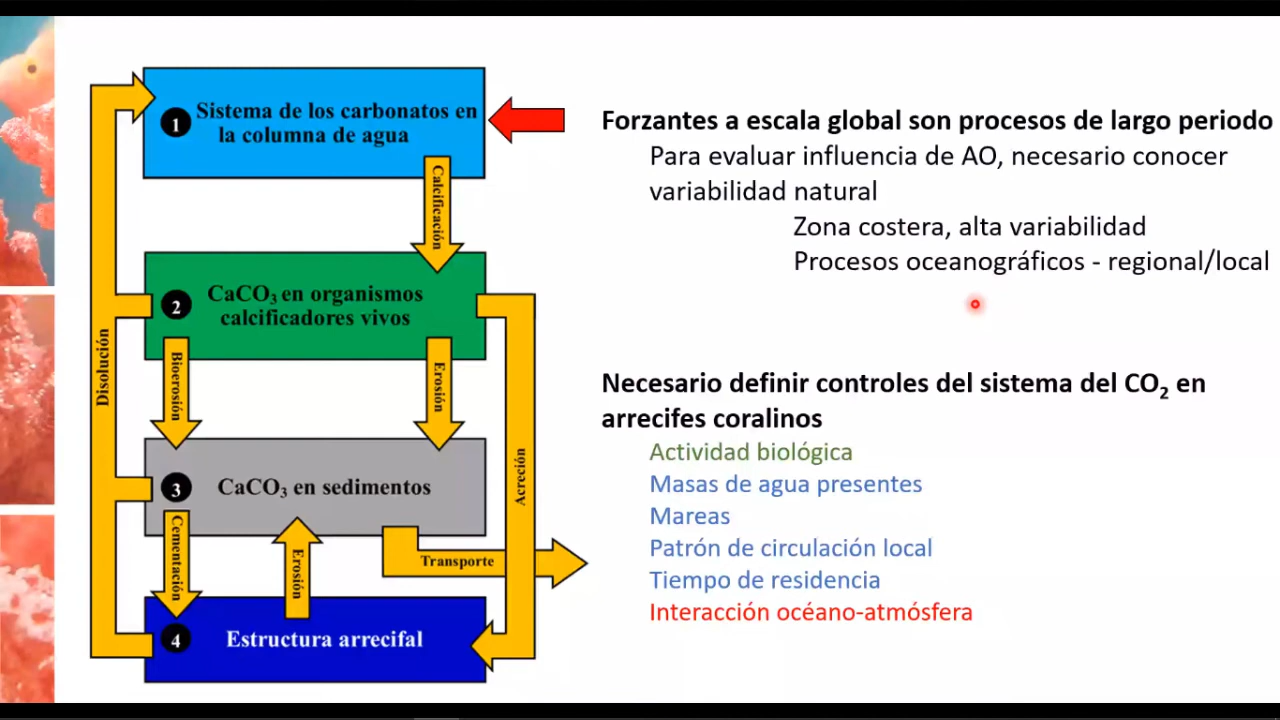 1
Sistema de los carbonatos en
la columna de agua
Calcificación
2
CaCO₃ en organismos
calcificadores vivos
Disolución
Bioerosión
Erosión
Acreción
3
CaCO₃ en sedimentos
Cementación
Erosión
Transporte
4
Estructura arrecifal
Forzantes a escala global son procesos de largo periodo
Para evaluar influencia de AO, necesario conocer
variabilidad natural
Zona costera, alta variabilidad
Procesos oceanográficos - regional/local
Necesario definir controles del sistema del CO₂ en
arrecifes coralinos
Actividad biológica
Masas de agua presentes
Mareas
Patrón de circulación local
Tiempo de residencia
Interacción océano-atmósfera